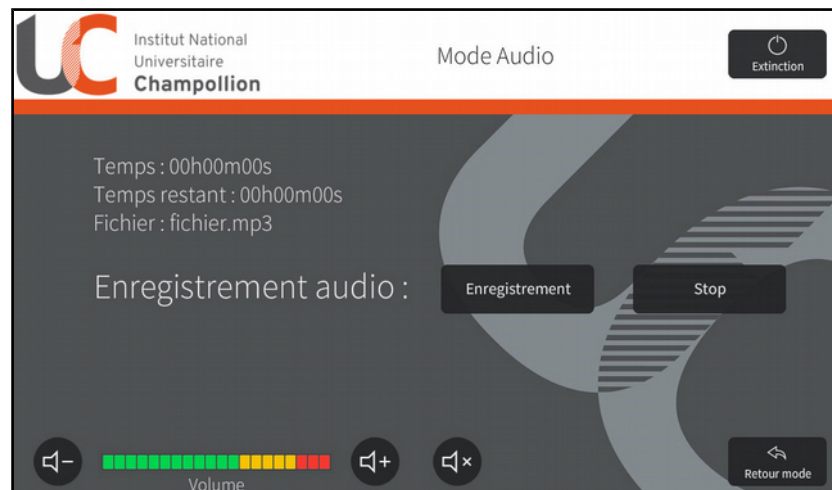 UC
Institut National
Universitaire
Champollion
Mode Audio
Extinction
Temps : 00h00m00s
Temps restant : 00h00m00s
Fichier : fichier.mp3
Enregistrement audio :
Enregistrement
Stop
Volume
Retour mode